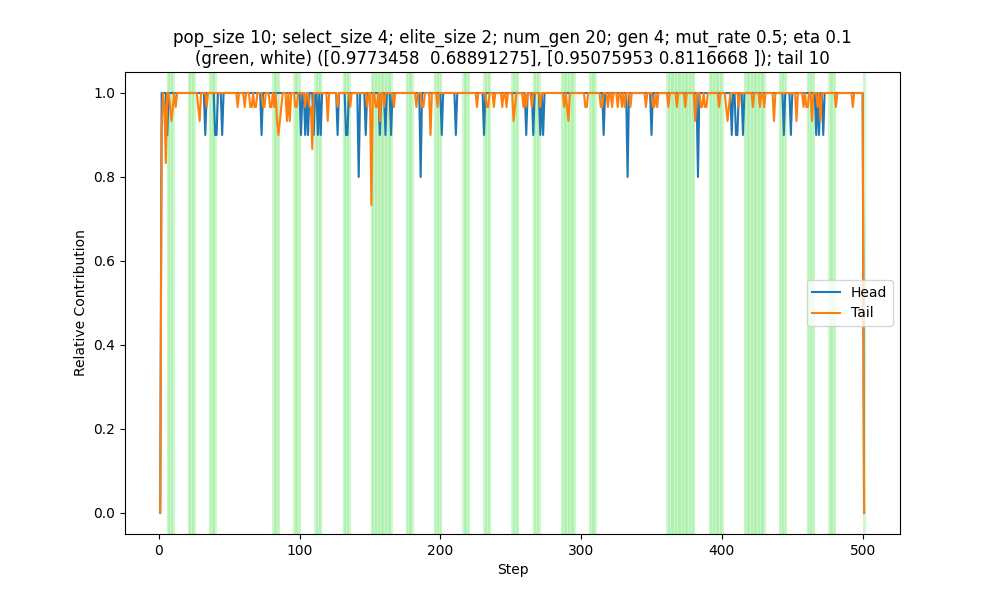 pop_size 10; select_size 4; elite_size 2; num_gen 20; gen 4; mut_rate 0.5; eta 0.1
(green, white) ([0.9773458  0.68891275], [0.95075953 0.8116668 ]); tail 10
1.0
0.8
0.6
0.4
0.2
0.0
Relative Contribution
Head
Tail
0
100
200
300
400
500
Step